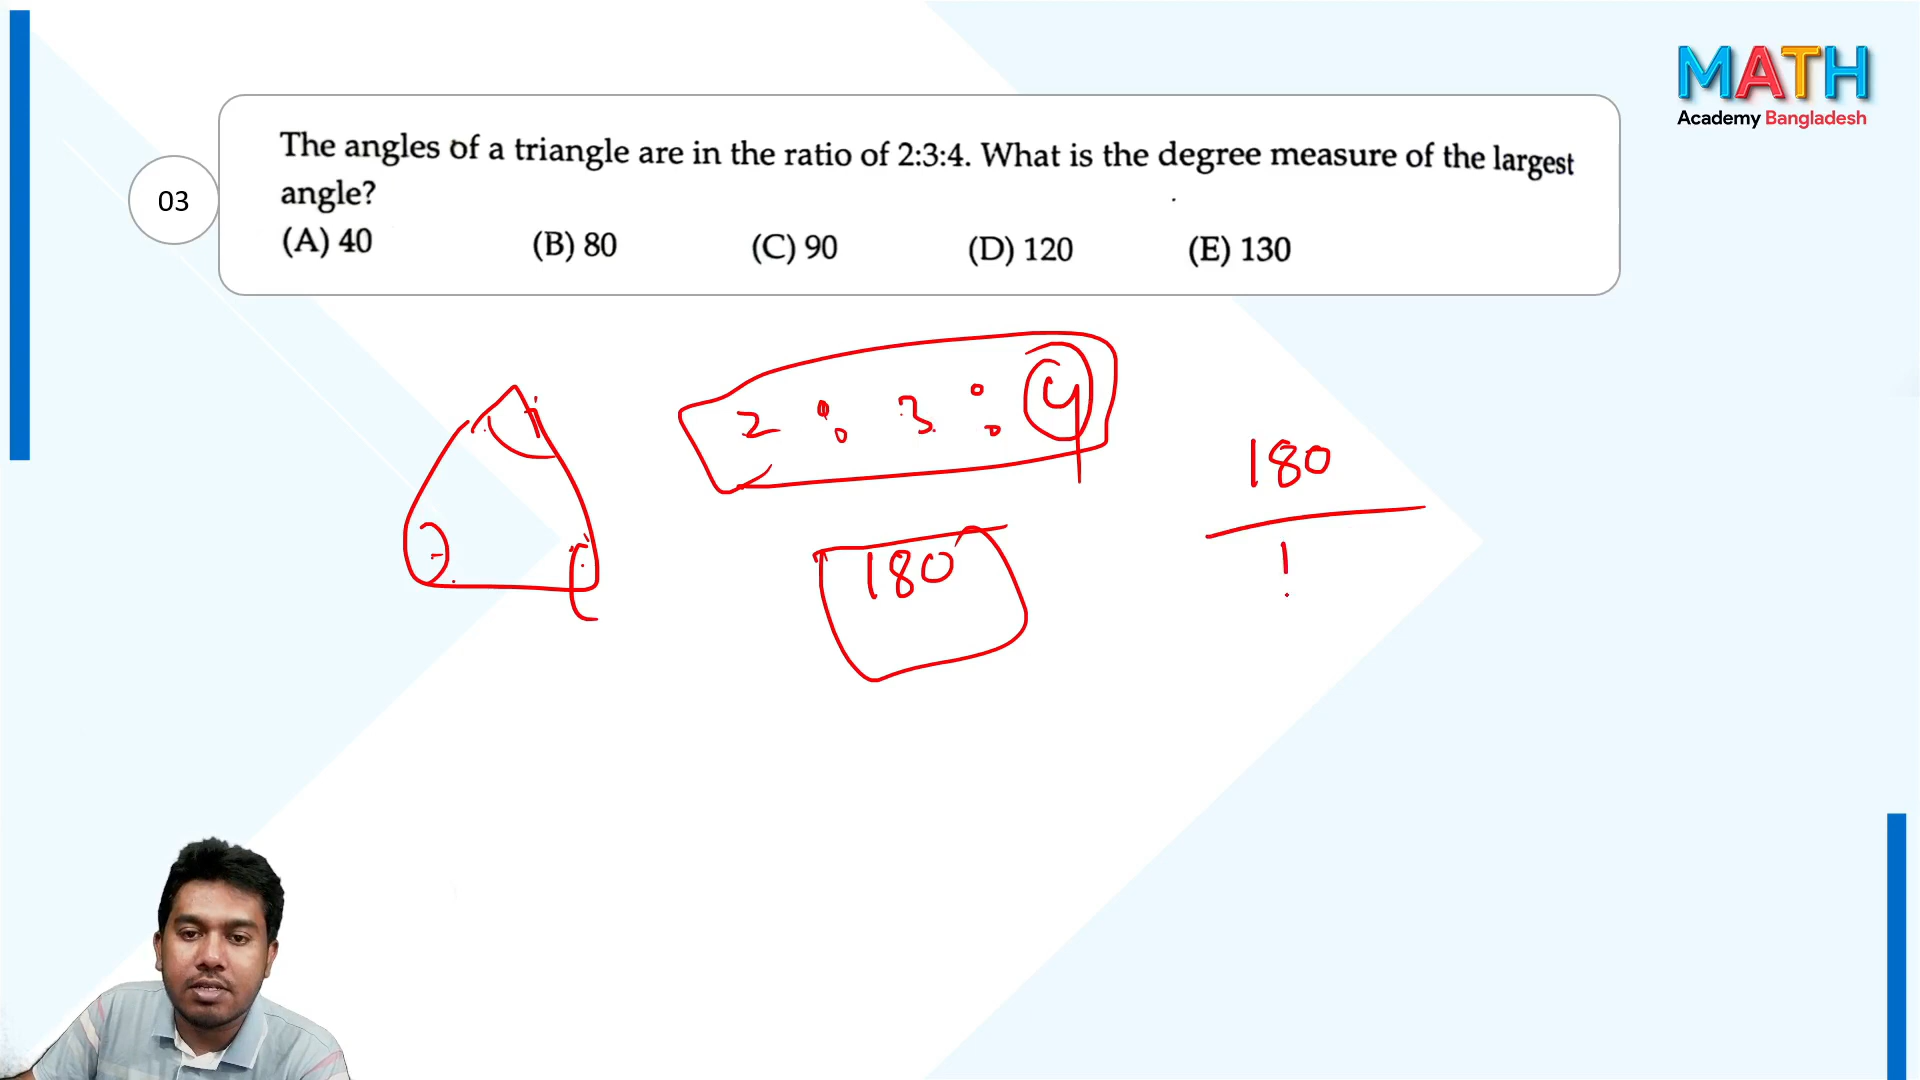 MATH
Academy Bangladesh
03
The angles of a triangle are in the ratio of 2:3:4. What is the degree measure of the largest
angle?
(A) 40 (B) 80 (C) 90 (D) 120 (E) 130
2 : 3 : 4
180
180